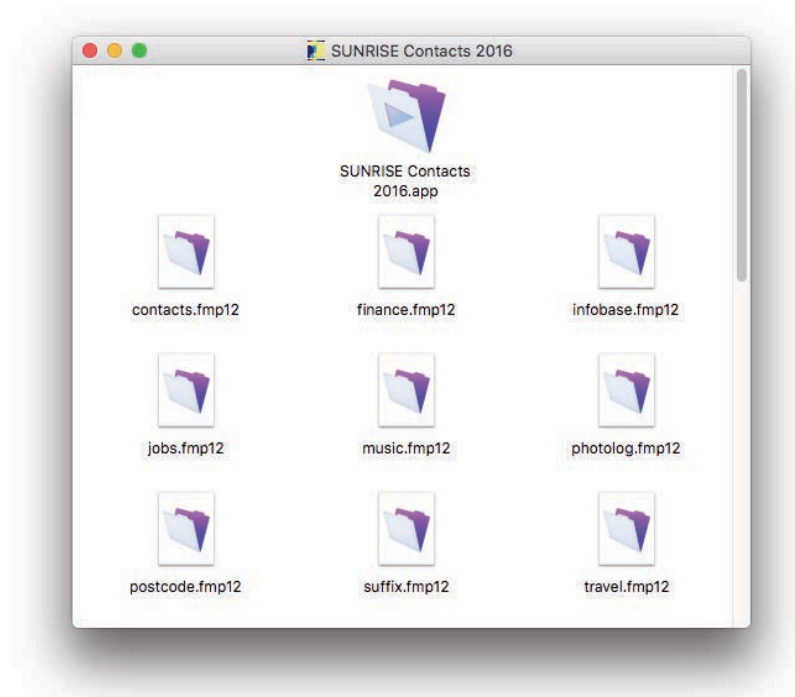 SUNRISE Contacts 2016
SUNRISE Contacts
2016.app
contacts.fmp12
finance.fmp12
infobase.fmp12
jobs.fmp12
music.fmp12
photolog.fmp12
postcode.fmp12
suffix.fmp12
travel.fmp12